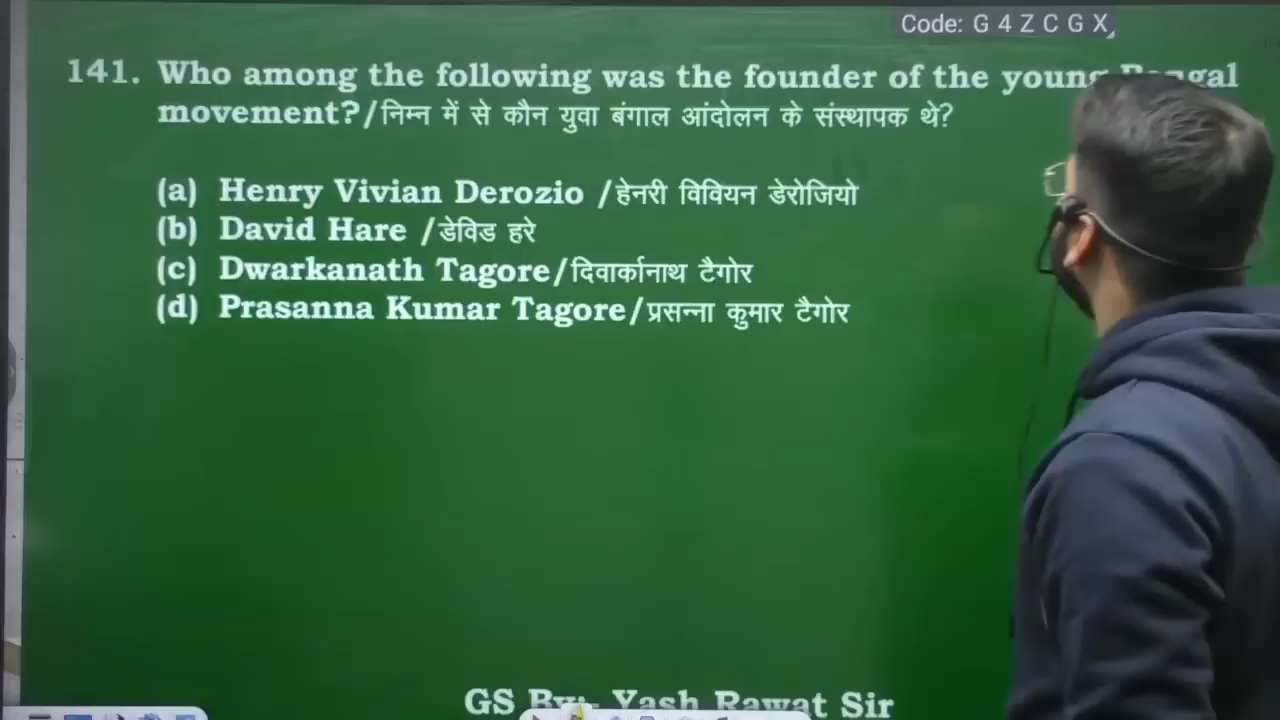 Code: G 4 Z C G X
141. Who among the following was the founder of the young Bengal
movement?/निम्न में से कौन युवा बंगाल आंदोलन के संस्थापक थे?
(a) Henry Vivian Derozio /हेनरी विवियन डेरोजियो
(b) David Hare /डेविड हरे
(c) Dwarkanath Tagore/दिवार्कानाथ टैगोर
(d) Prasanna Kumar Tagore/प्रसन्ना कुमार टैगोर
GS By:- Yash Rawat Sir